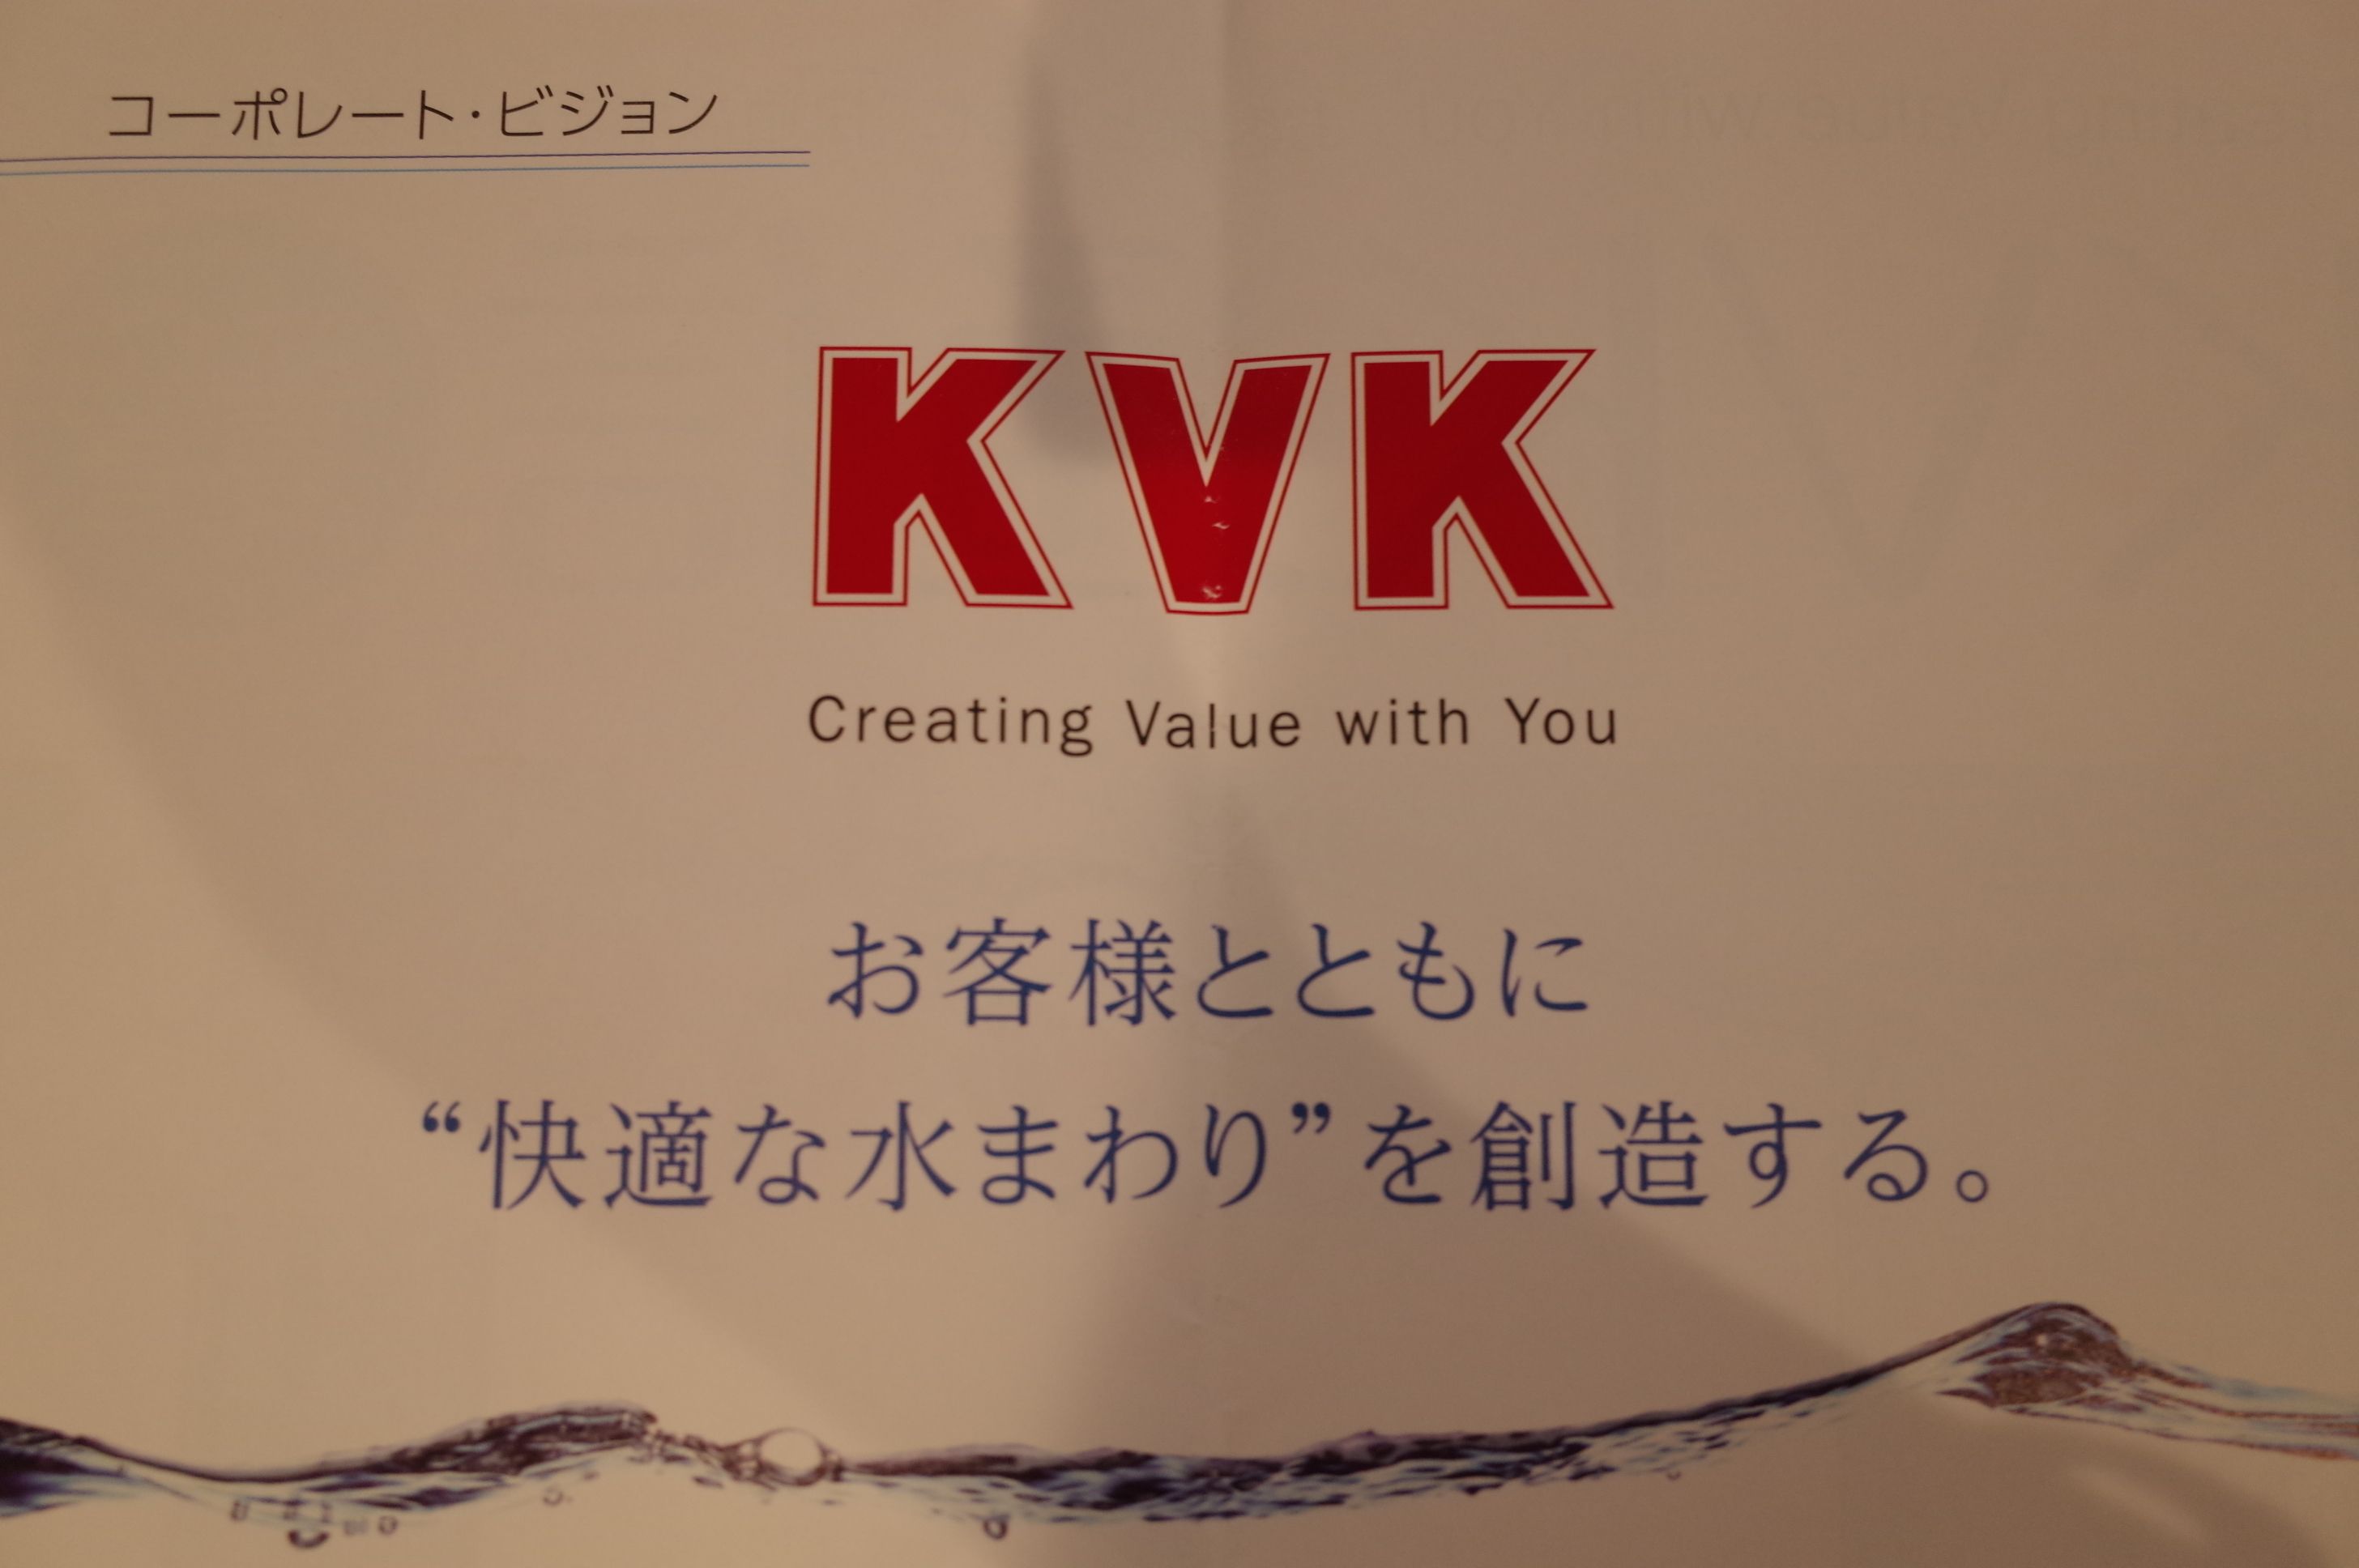 コーポレート・ビジョン
KVK
Creating Value with You
お客様とともに
“快適な水まわり”を創造する。